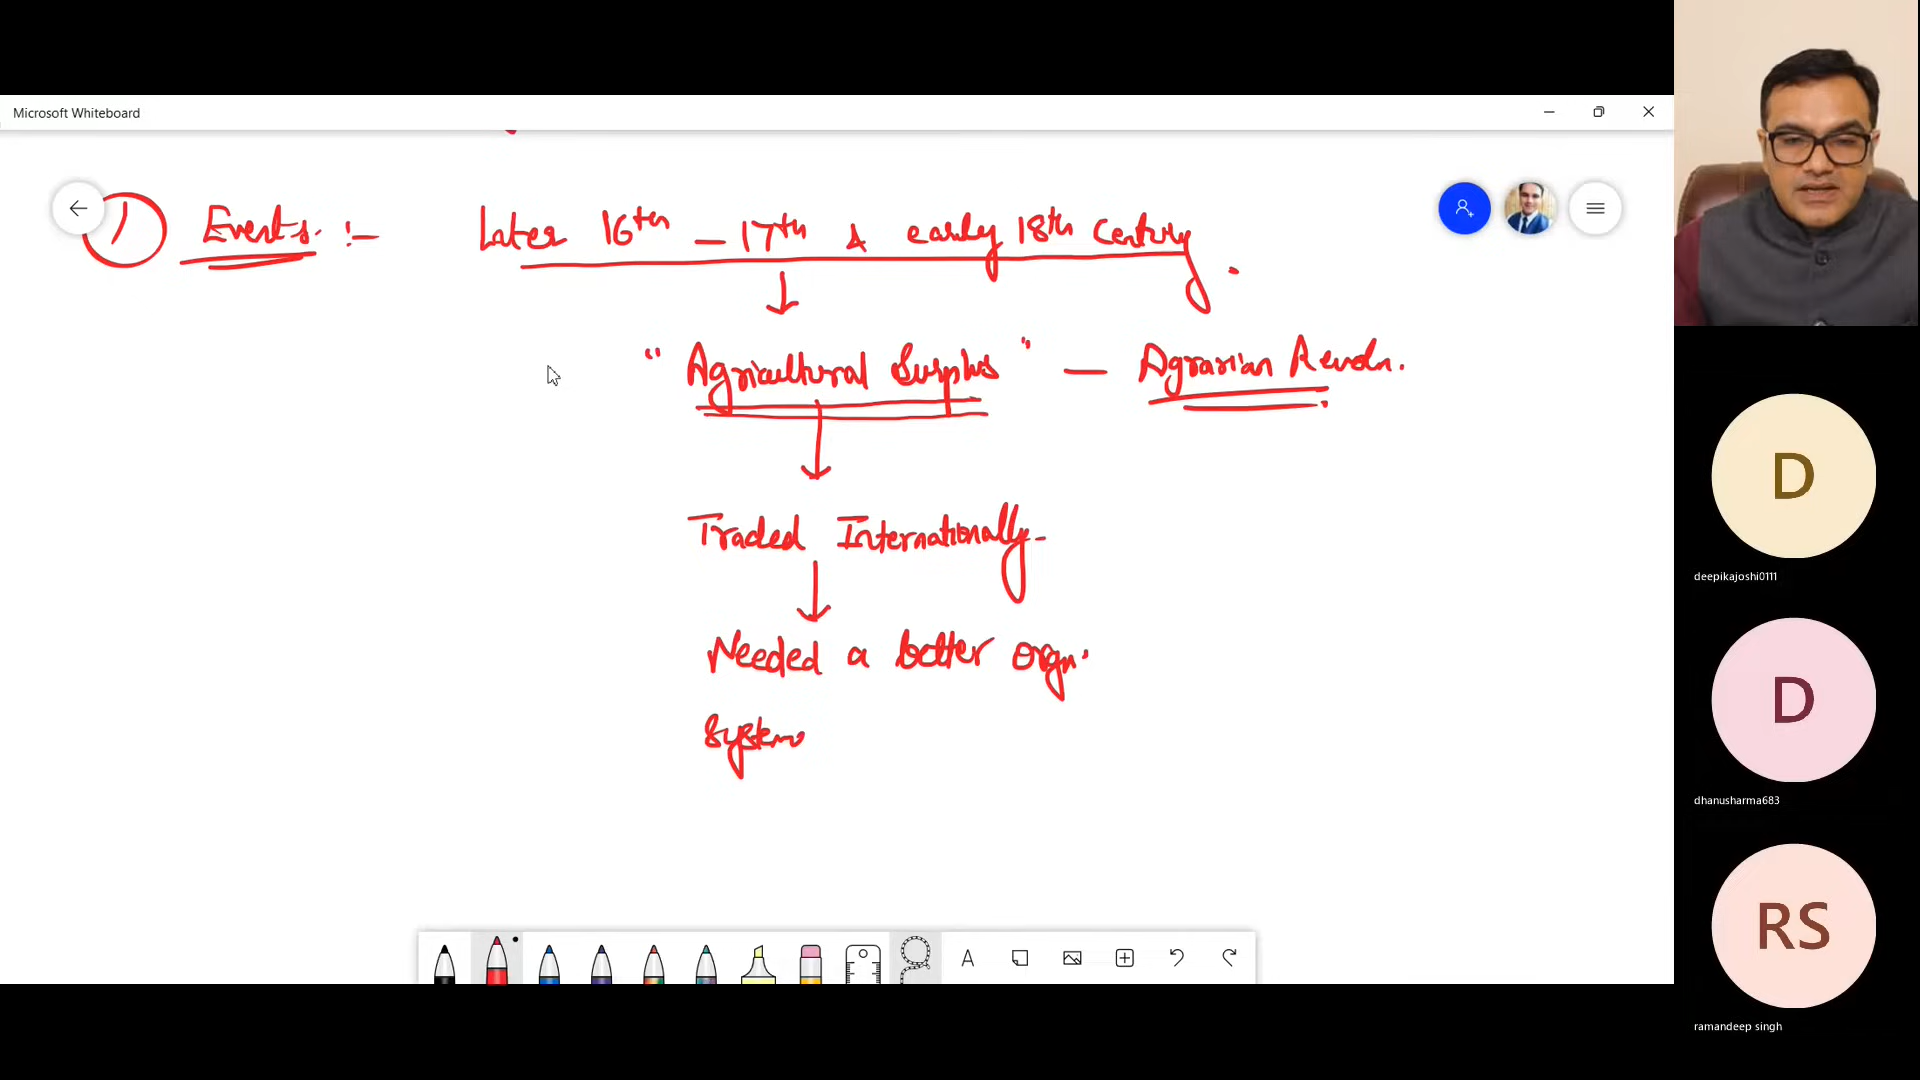 Microsoft Whiteboard
1 Events. :- Later 16th - 17th & early 18th Century.
"Agricultural Surplus" - Agrarian Revoln.
Traded Internationally.
Needed a better orgn.
System
A
D
deepikajoshi0111
D
dhanusharma683
RS
ramandeep singh